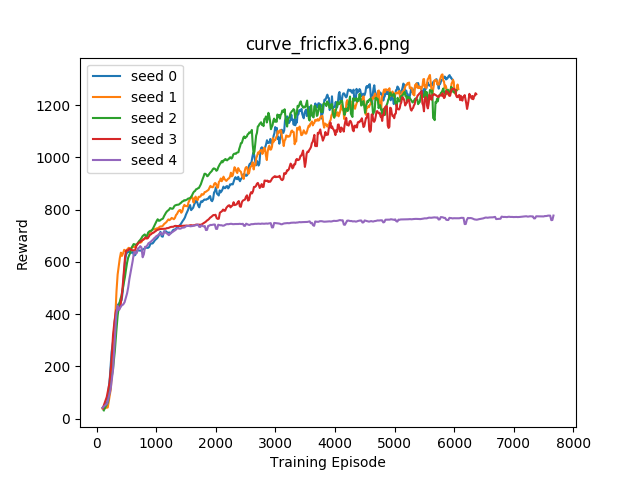 curve_fricfix3.6.png
seed 0
seed 1
seed 2
seed 3
seed 4
Reward
1200
1000
800
600
400
200
0
0 1000 2000 3000 4000 5000 6000 7000 8000
Training Episode